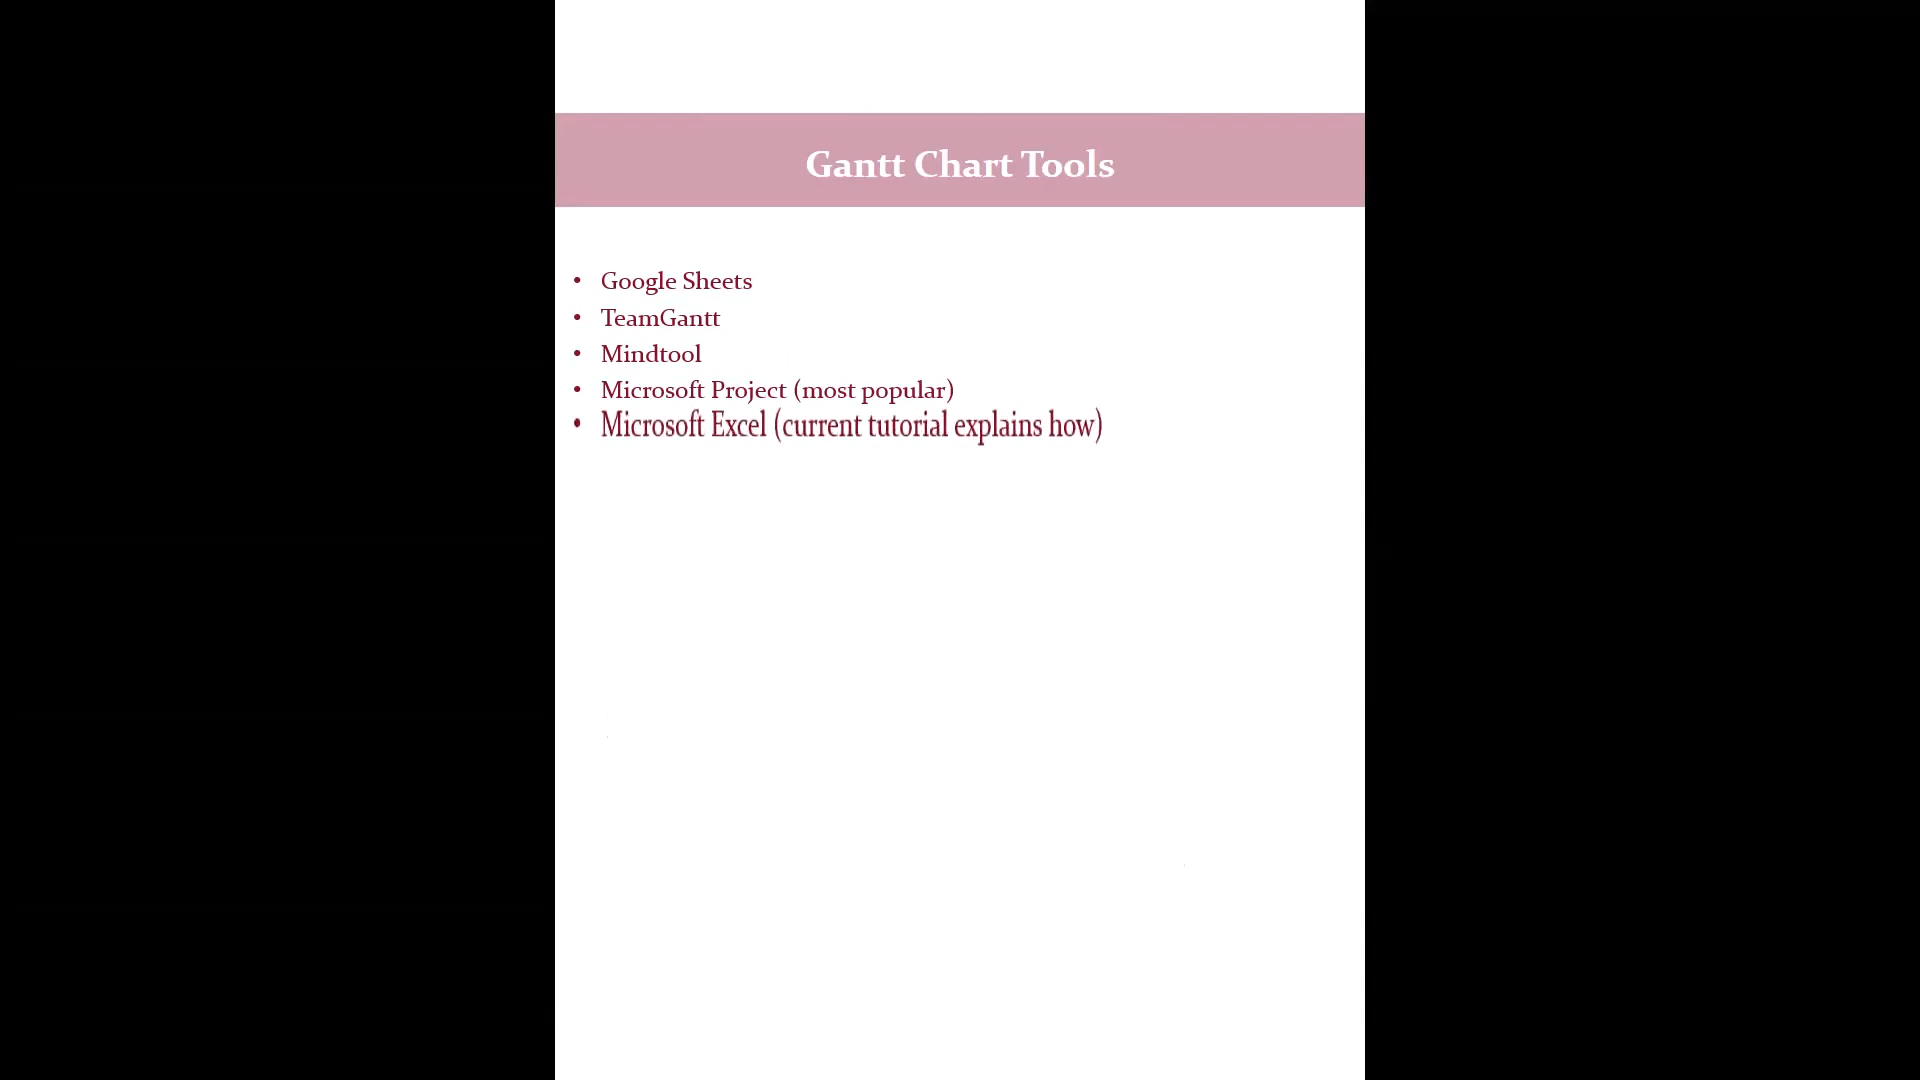 Gantt Chart Tools
• Google Sheets
• TeamGantt
• Mindtool
• Microsoft Project (most popular)
• Microsoft Excel (current tutorial explains how)